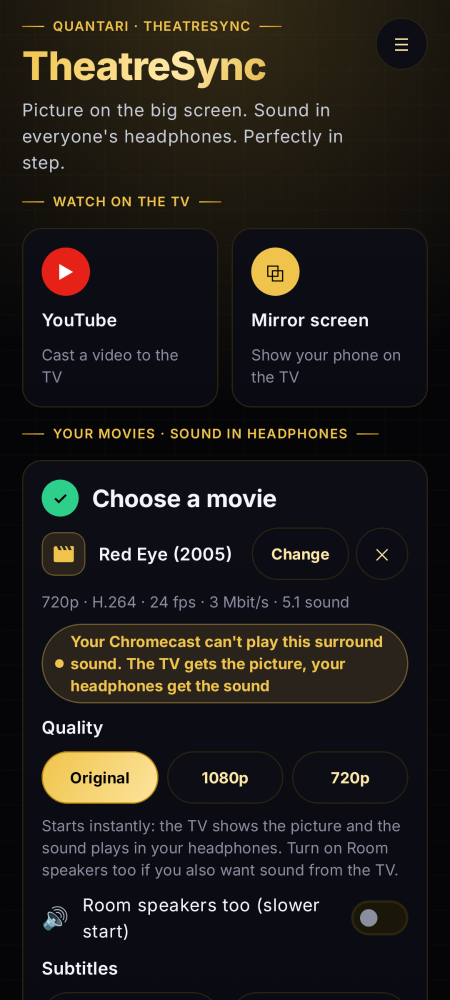 QUANTARI · THEATRESYNC
TheatreSync
Picture on the big screen. Sound in
everyone's headphones. Perfectly in
step.
WATCH ON THE TV
YouTube
Cast a video to the
TV
Mirror screen
Show your phone on
the TV
YOUR MOVIES · SOUND IN HEADPHONES
Choose a movie
Red Eye (2005)
Change
720p · H.264 · 24 fps · 3 Mbit/s · 5.1 sound
Your Chromecast can't play this surround
sound. The TV gets the picture, your
headphones get the sound
Quality
Original
1080p
720p
Starts instantly: the TV shows the picture and the
sound plays in your headphones. Turn on Room
speakers too if you also want sound from the TV.
Room speakers too (slower
start)
Subtitles